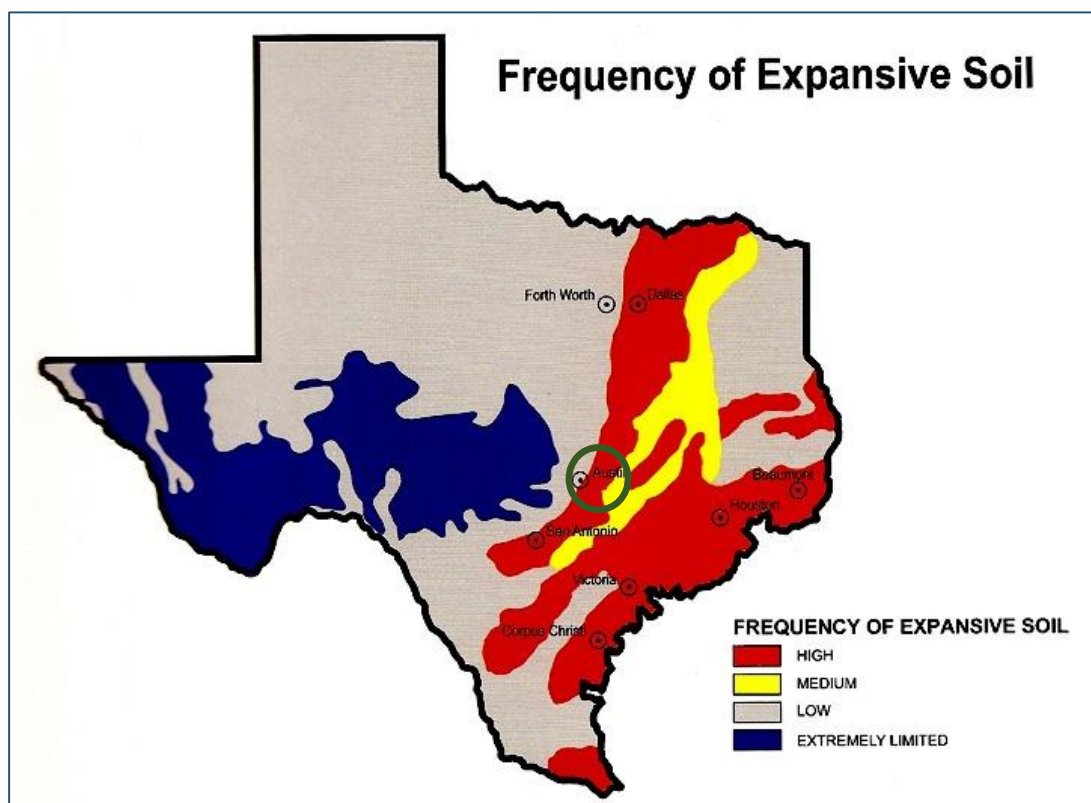 Frequency of Expansive Soil
Forth Worth
Dallas
Austin
Beaumont
Houston
San Antonio
Victoria
Corpus Christi
FREQUENCY OF EXPANSIVE SOIL
HIGH
MEDIUM
LOW
EXTREMELY LIMITED